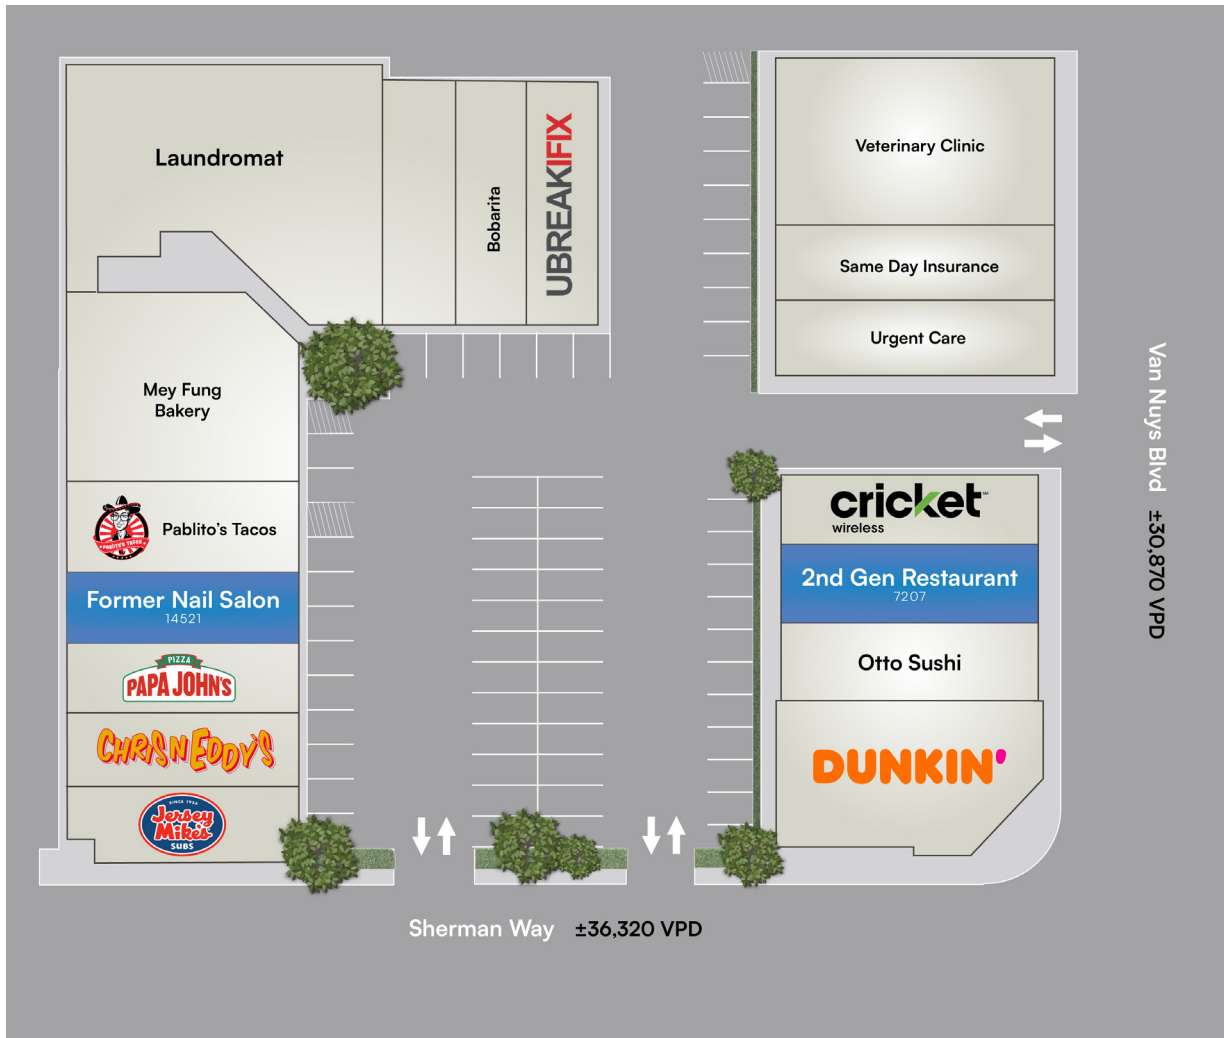 Laundromat
Bobarita
UBREAKIFIX
Veterinary Clinic
Same Day Insurance
Urgent Care
Mey Fung
Bakery
PABLITO'S TACOS
Pablito's Tacos
Former Nail Salon
14521
PIZZA
PAPA JOHN'S
CHRIS N EDDY'S
SINCE 1956
Jersey
Mike's
SUBS
cricket
wireless
2nd Gen Restaurant
7207
Otto Sushi
DUNKIN'
Van Nuys Blvd ±30,870 VPD
Sherman Way ±36,320 VPD